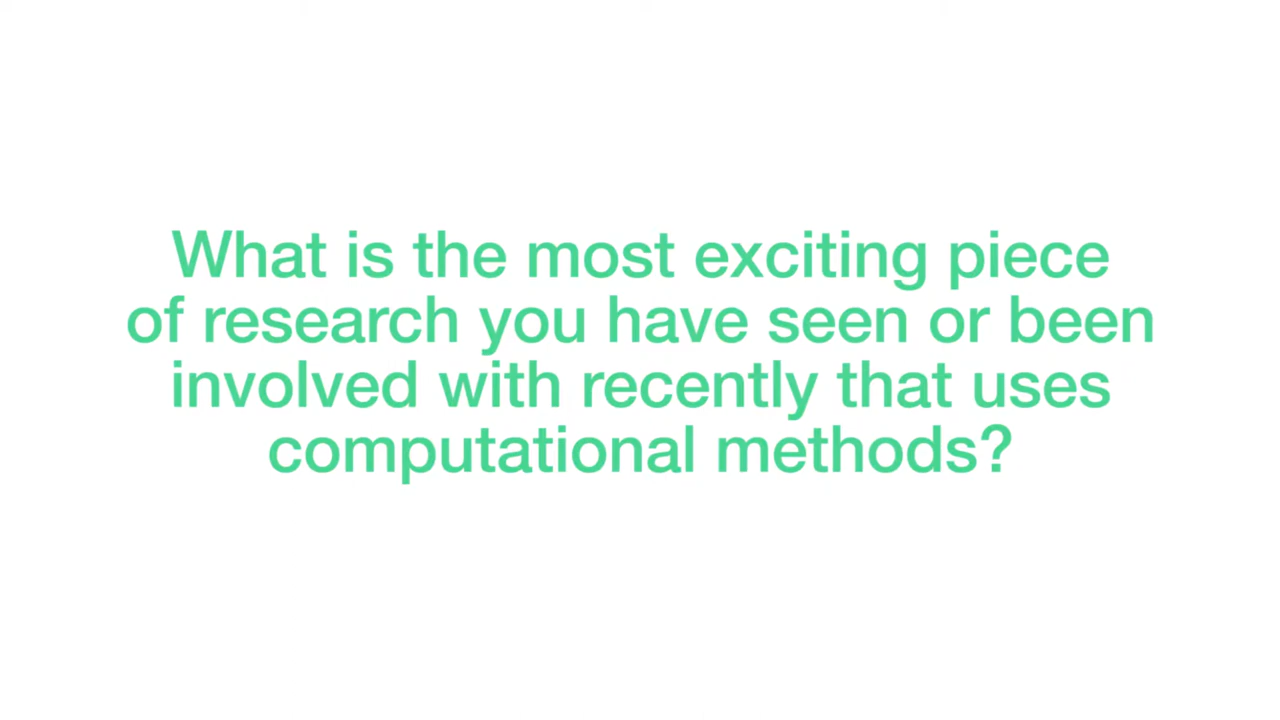 What is the most exciting piece
of research you have seen or been
involved with recently that uses
computational methods?